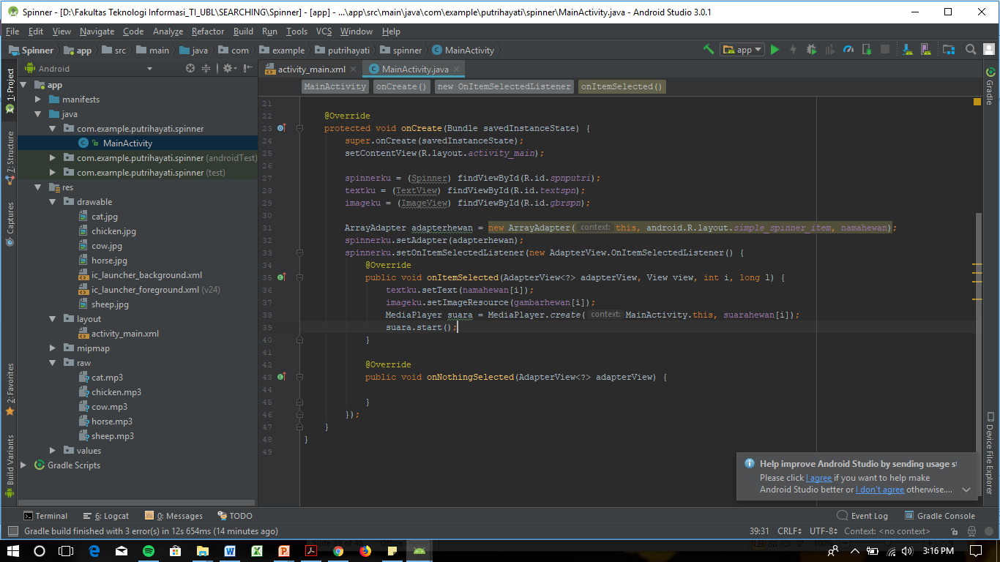 Spinner - [D:\Fakultas Teknologi Informasi_TI_UBL\SEARCHING\Spinner] - [app] - ...\app\src\main\java\com\example\putrihayati\spinner\MainActivity.java - Android Studio 3.0.1
File Edit View Navigate Code Analyze Refactor Build Run Tools VCS Window Help
Spinner app src main java com example putrihayati spinner MainActivity app
Android activity_main.xml MainActivity.java
MainActivity onCreate() new OnItemSelectedListener onItemSelected()
1: Project
7: Structure
Captures
2: Favorites
Build Variants
app
manifests
java
com.example.putrihayati.spinner
MainActivity
com.example.putrihayati.spinner (androidTest)
com.example.putrihayati.spinner (test)
res
drawable
cat.jpg
chicken.jpg
cow.jpg
horse.jpg
ic_launcher_background.xml
ic_launcher_foreground.xml (v24)
sheep.jpg
layout
activity_main.xml
mipmap
raw
cat.mp3
chicken.mp3
cow.mp3
horse.mp3
sheep.mp3
values
Gradle Scripts
21
22 @Override
23 protected void onCreate(Bundle savedInstanceState) {
24 super.onCreate(savedInstanceState);
25 setContentView(R.layout.activity_main);
26
27 spinnerku = (Spinner) findViewById(R.id.spnputri);
28 textku = (TextView) findViewById(R.id.textspn);
29 imageku = (ImageView) findViewById(R.id.gbrspn);
30
31 ArrayAdapter adapterhewan = new ArrayAdapter( context: this, android.R.layout.simple_spinner_item, namahewan);
32 spinnerku.setAdapter(adapterhewan);
33 spinnerku.setOnItemSelectedListener(new AdapterView.OnItemSelectedListener() {
34 @Override
35 public void onItemSelected(AdapterView<?> adapterView, View view, int i, long l) {
36 textku.setText(namahewan[i]);
37 imageku.setImageResource(gambarhewan[i]);
38 MediaPlayer suara = MediaPlayer.create( context: MainActivity.this, suarahewan[i]);
39 suara.start();
40 }
41
42 @Override
43 public void onNothingSelected(AdapterView<?> adapterView) {
44
45 }
46 });
47 }
48 }
49
Gradle
Device File Explorer
Help improve Android Studio by sending usage st
Please click I agree if you want to help make
Android Studio better or I don't agree otherwise....
Terminal 6: Logcat 0: Messages TODO Event Log Gradle Console
Gradle build finished with 3 error(s) in 12s 654ms (14 minutes ago) 39:31 CRLF UTF-8 Context: <no context>
3:16 PM